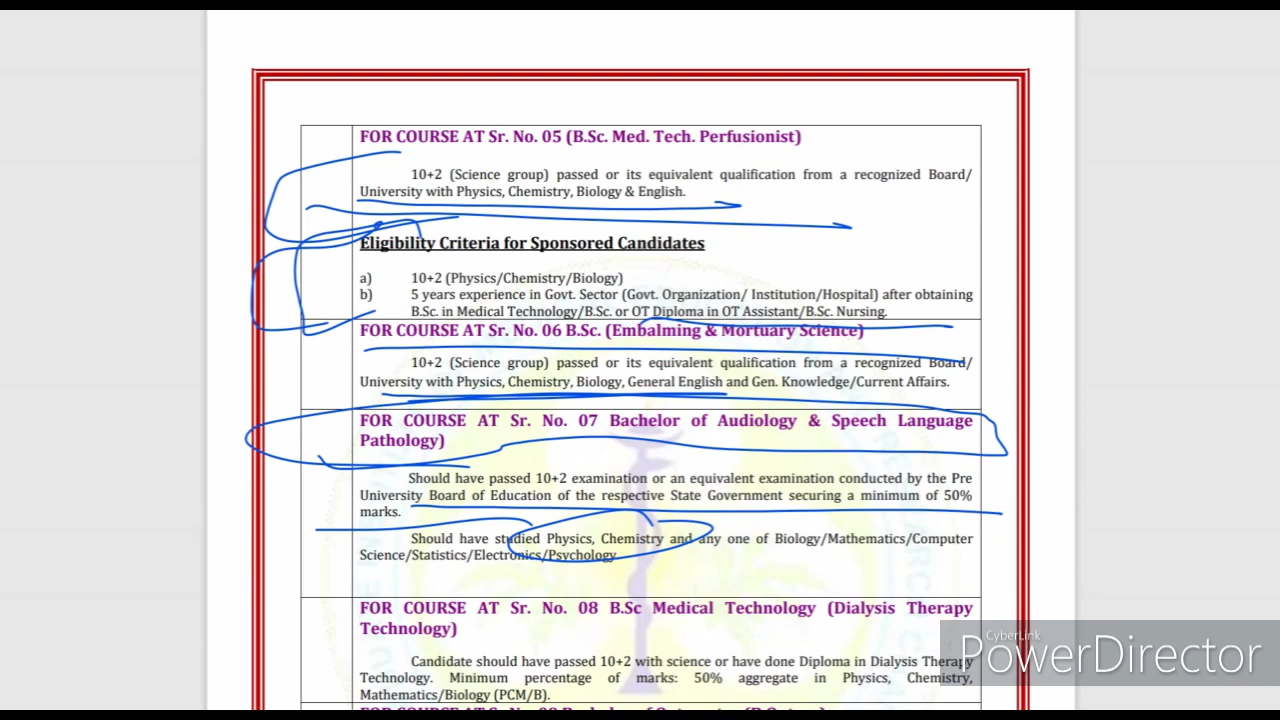 FOR COURSE AT Sr. No. 05 (B.Sc. Med. Tech. Perfusionist)
10+2 (Science group) passed or its equivalent qualification from a recognized Board/
University with Physics, Chemistry, Biology & English.
Eligibility Criteria for Sponsored Candidates
a) 10+2 (Physics/Chemistry/Biology)
b) 5 years experience in Govt. Sector (Govt. Organization/ Institution/Hospital) after obtaining
B.Sc. in Medical Technology/B.Sc. or OT Diploma in OT Assistant/B.Sc. Nursing.
FOR COURSE AT Sr. No. 06 B.Sc. (Embalming & Mortuary Science)
10+2 (Science group) passed or its equivalent qualification from a recognized Board/
University with Physics, Chemistry, Biology, General English and Gen. Knowledge/Current Affairs.
FOR COURSE AT Sr. No. 07 Bachelor of Audiology & Speech Language
Pathology)
Should have passed 10+2 examination or an equivalent examination conducted by the Pre
University Board of Education of the respective State Government securing a minimum of 50%
marks.
Should have studied Physics, Chemistry and any one of Biology/Mathematics/Computer
Science/Statistics/Electronics/Psychology
FOR COURSE AT Sr. No. 08 B.Sc Medical Technology (Dialysis Therapy
Technology)
Candidate should have passed 10+2 with science or have done Diploma in Dialysis Therapy
Technology. Minimum percentage of marks: 50% aggregate in Physics, Chemistry,
Mathematics/Biology (PCM/B).
CyberLink
PowerDirector